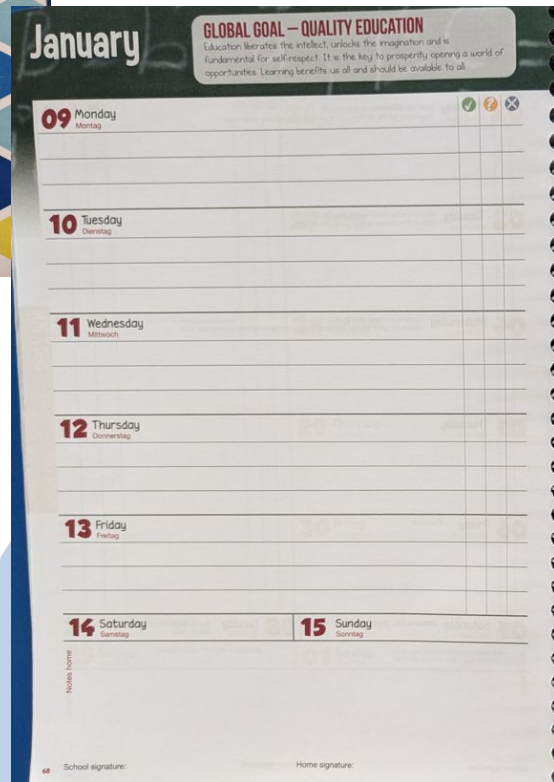 January
GLOBAL GOAL – QUALITY EDUCATION
Education liberates the intellect, unlocks the imagination and is
fundamental for self-respect. It is the key to prosperity opening a world of
opportunities. Learning benefits us all and should be available to all.
09 Monday
Montag
10 Tuesday
Dienstag
11 Wednesday
Mittwoch
12 Thursday
Donnerstag
13 Friday
Freitag
14 Saturday
Samstag
15 Sunday
Sonntag
Notes home:
68 School signature: Home signature: